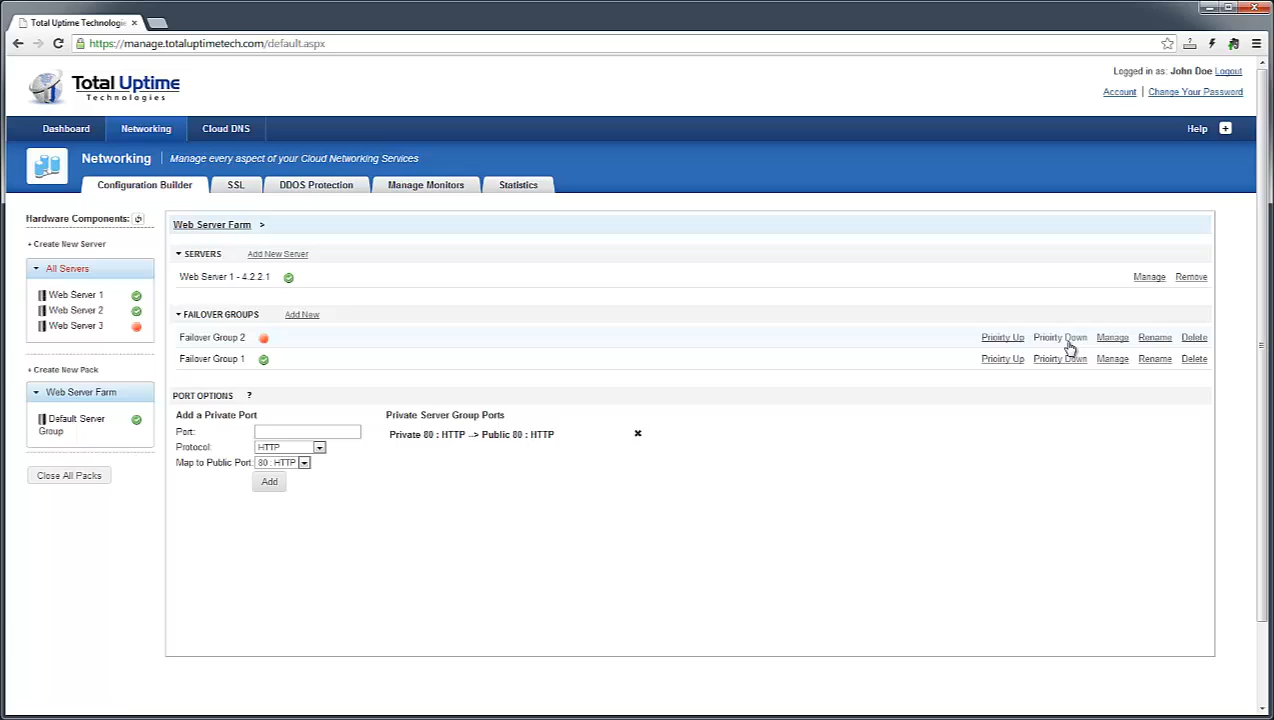 Total Uptime Technologi
https://manage.totaluptimetech.com/default.aspx
Total Uptime
Technologies
Logged in as: John Doe Logout
Account | Change Your Password
Dashboard Networking Cloud DNS Help +
Networking | Manage every aspect of your Cloud Networking Services
Configuration Builder SSL DDOS Protection Manage Monitors Statistics
Hardware Components:
+ Create New Server
All Servers
Web Server 1
Web Server 2
Web Server 3
+ Create New Pack
Web Server Farm
Default Server
Group
Close All Packs
Web Server Farm >
SERVERS Add New Server
Web Server 1 - 4.2.2.1 Manage Remove
FAILOVER GROUPS Add New
Failover Group 2 Prioirty Up Prioirty Down Manage Rename Delete
Failover Group 1 Prioirty Up Prioirty Down Manage Rename Delete
PORT OPTIONS ?
Add a Private Port
Port:
Protocol: HTTP
Map to Public Port: 80 : HTTP
Add
Private Server Group Ports
Private 80 : HTTP --> Public 80 : HTTP